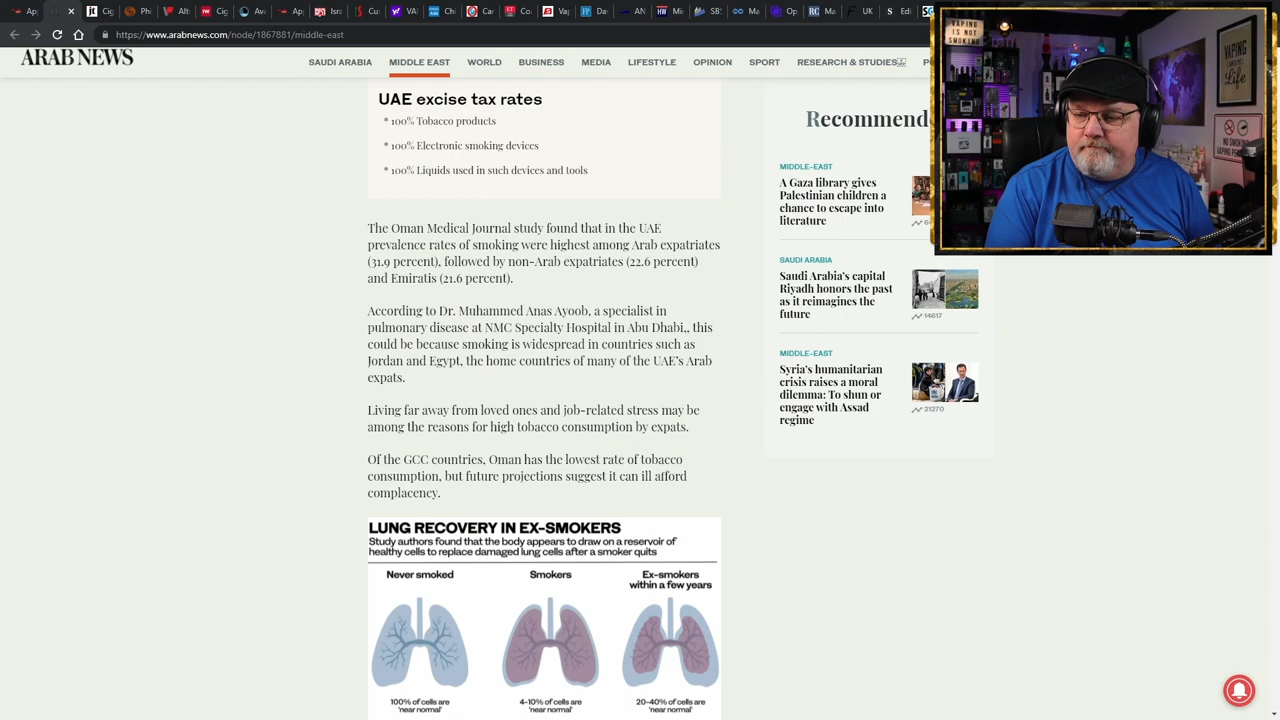 https://www.arabnews.com/node/1867881/middle-east
ARAB NEWS
SAUDI ARABIA MIDDLE EAST WORLD BUSINESS MEDIA LIFESTYLE OPINION SPORT RESEARCH & STUDIES
UAE excise tax rates
* 100% Tobacco products
* 100% Electronic smoking devices
* 100% Liquids used in such devices and tools
The Oman Medical Journal study found that in the UAE
prevalence rates of smoking were highest among Arab expatriates
(31.9 percent), followed by non-Arab expatriates (22.6 percent)
and Emiratis (21.6 percent).
According to Dr. Muhammed Anas Ayoob, a specialist in
pulmonary disease at NMC Specialty Hospital in Abu Dhabi,, this
could be because smoking is widespread in countries such as
Jordan and Egypt, the home countries of many of the UAE's Arab
expats.
Living far away from loved ones and job-related stress may be
among the reasons for high tobacco consumption by expats.
Of the GCC countries, Oman has the lowest rate of tobacco
consumption, but future projections suggest it can ill afford
complacency.
LUNG RECOVERY IN EX-SMOKERS
Study authors found that the body appears to draw on a reservoir of
healthy cells to replace damaged lung cells after a smoker quits
Never smoked
Smokers
Ex-smokers
within a few years
100% of cells are
'near normal'
4-10% of cells are
'near normal'
20-40% of cells are
'near normal'
Recommend
MIDDLE-EAST
A Gaza library gives
Palestinian children a
chance to escape into
literature
SAUDI ARABIA
Saudi Arabia's capital
Riyadh honors the past
as it reimagines the
future
14617
MIDDLE-EAST
Syria's humanitarian
crisis raises a moral
dilemma: To shun or
engage with Assad
regime
21270
VAPING
IS NOT
SMOKING
VAPING
Life
NO SMOKING